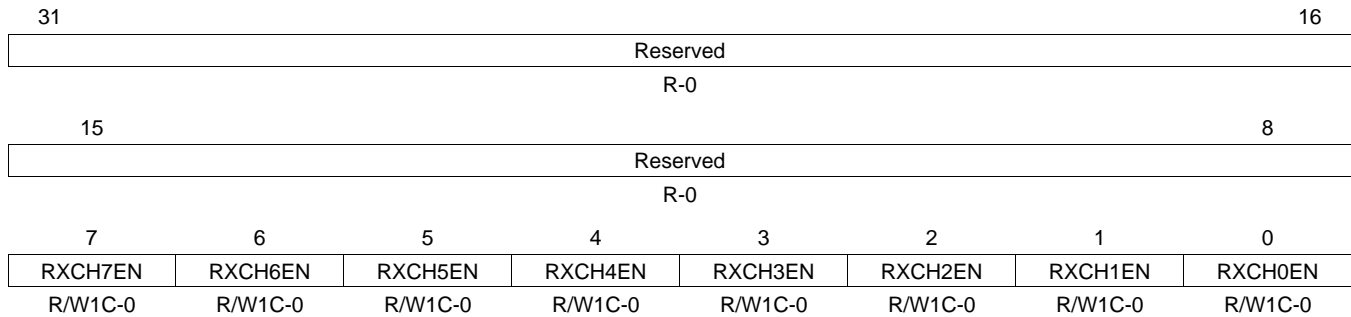 31 16
Reserved
R-0
15 8
Reserved
R-0
7 6 5 4 3 2 1 0
RXCH7EN RXCH6EN RXCH5EN RXCH4EN RXCH3EN RXCH2EN RXCH1EN RXCH0EN
R/W1C-0 R/W1C-0 R/W1C-0 R/W1C-0 R/W1C-0 R/W1C-0 R/W1C-0 R/W1C-0